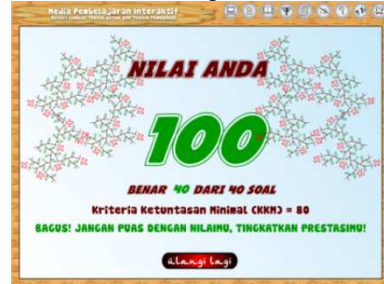 Media Pembelajaran Interaktif
NILAI ANDA
100
BENAR 40 DARI 40 SOAL
Kriteria Ketuntasan Minimal (KKM) = 80
BAGUS! JANGAN PUAS DENGAN NILAIMU, TINGKATKAN PRESTASIMU!
ulangi lagi